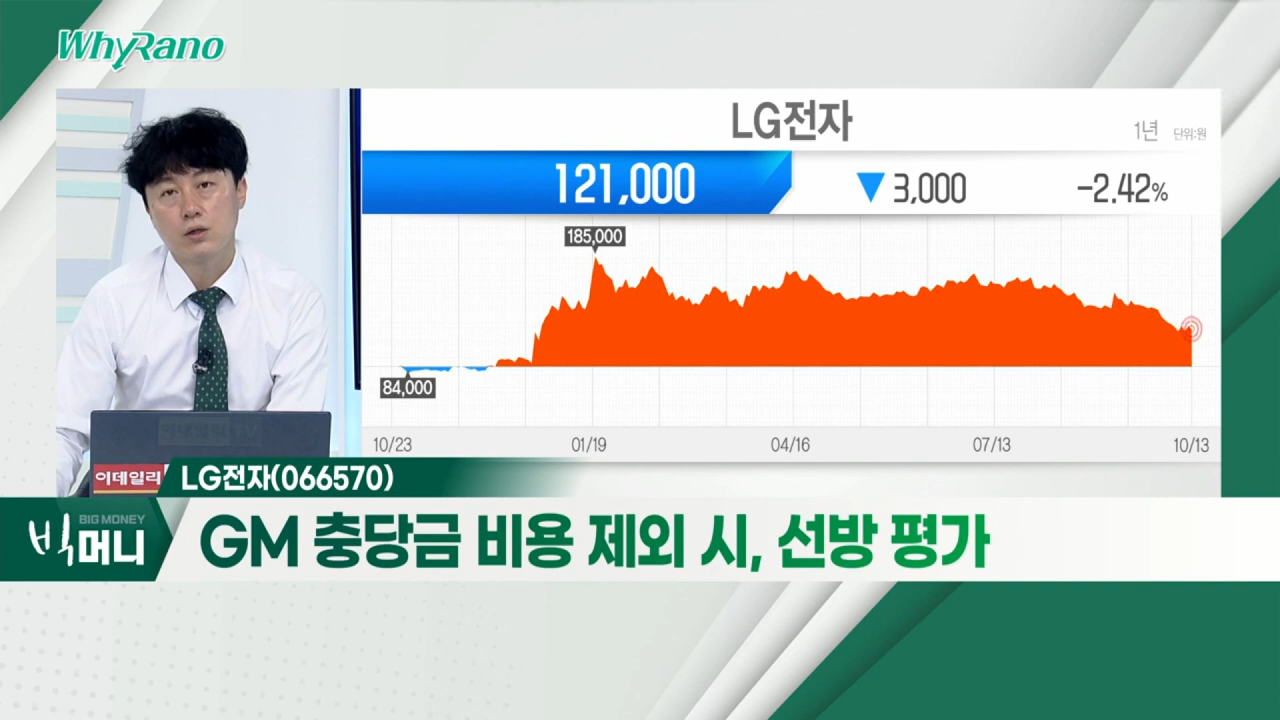 WhyRano
LG전자
1년 단위:원
121,000 ▼3,000 -2.42%
185,000
84,000
10/23 01/19 04/16 07/13 10/13
이데일리
LG전자(066570)
BIG MONEY
빅머니
GM 충당금 비용 제외 시, 선방 평가